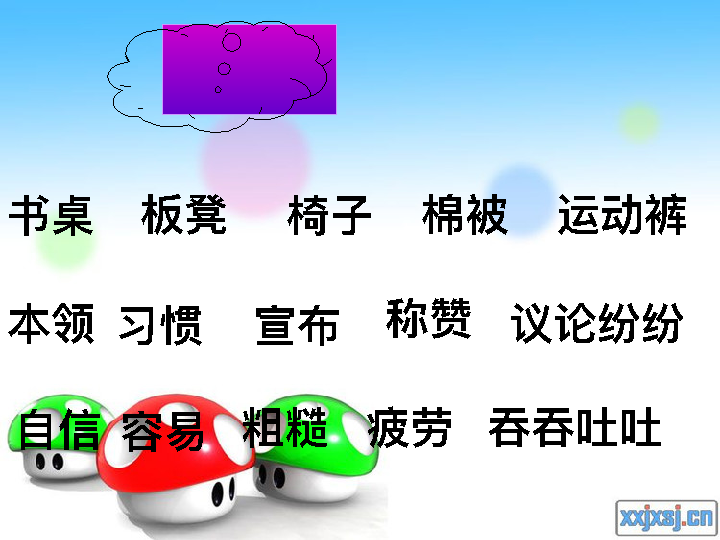 书桌 板凳 椅子 棉被 运动裤
本领 习惯 宣布 称赞 议论纷纷
自信 容易 粗糙 疲劳 吞吞吐吐
xxjxsj.cn